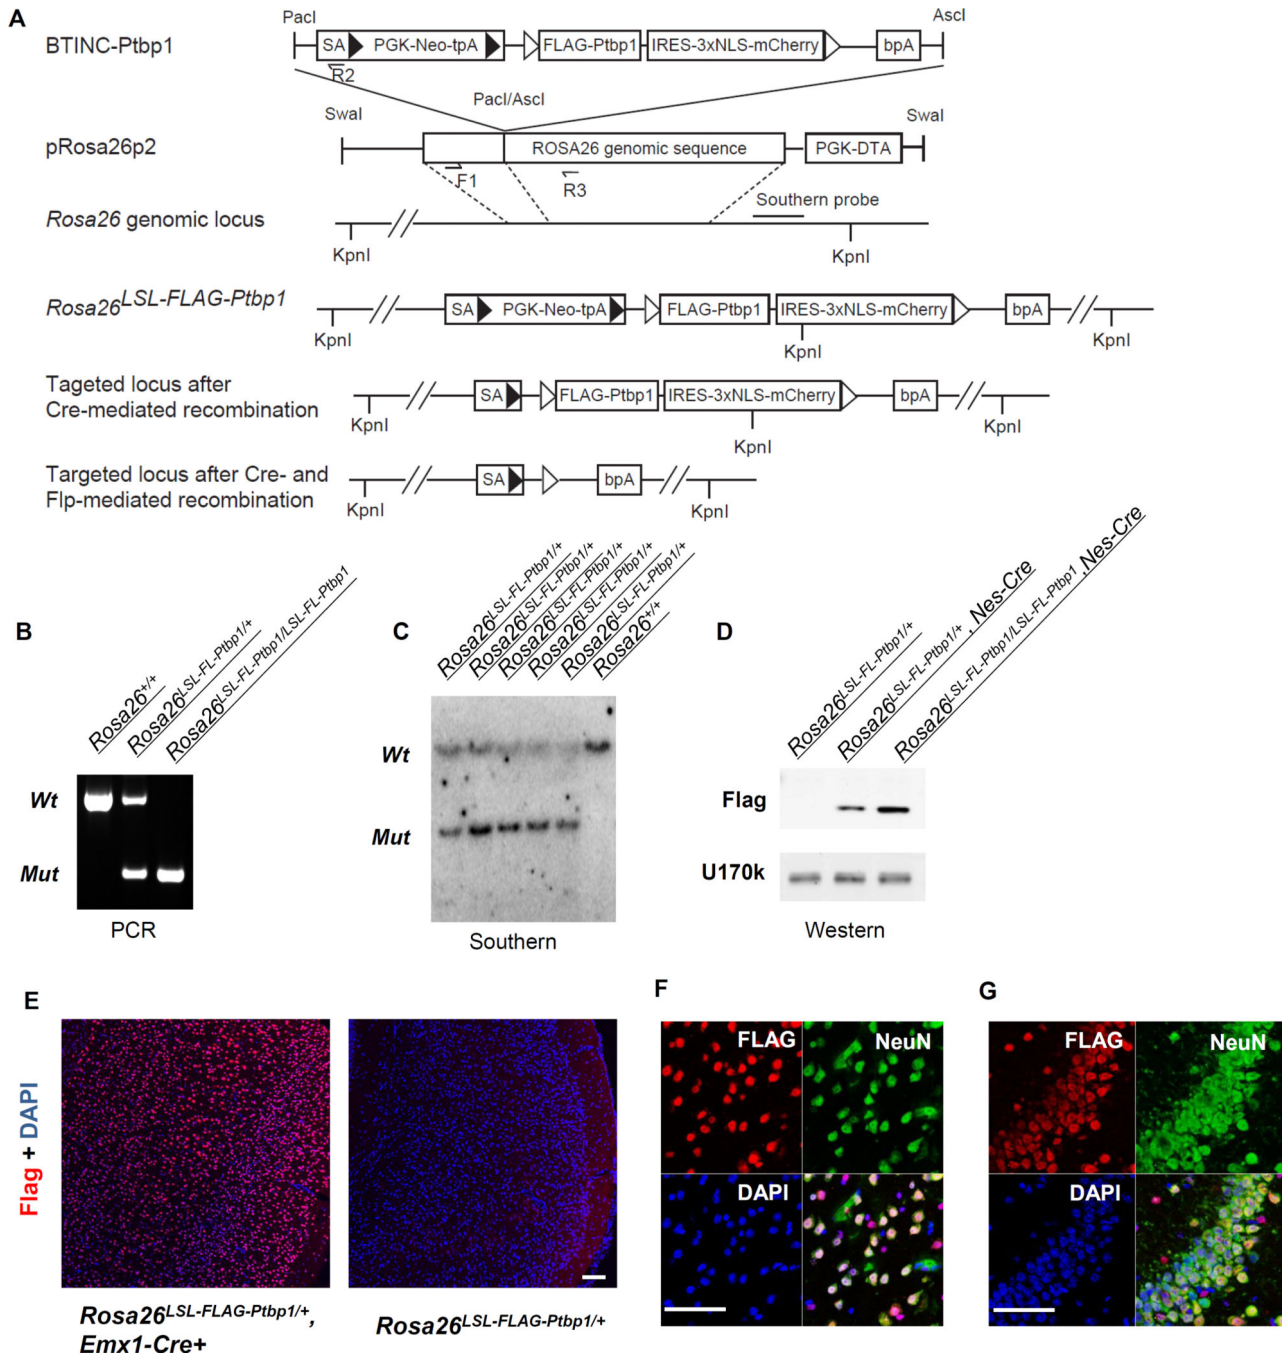 A
PacI
AscI
BTINC-Ptbp1
SA PGK-Neo-tpA FLAG-Ptbp1 IRES-3xNLS-mCherry bpA
R2
PacI/AscI
SwaI
SwaI
pRosa26p2
ROSA26 genomic sequence PGK-DTA
F1 R3
Southern probe
Rosa26 genomic locus
KpnI KpnI
Rosa26LSL-FLAG-Ptbp1
SA PGK-Neo-tpA FLAG-Ptbp1 IRES-3xNLS-mCherry bpA
KpnI KpnI KpnI
Tageted locus after
Cre-mediated recombination
SA FLAG-Ptbp1 IRES-3xNLS-mCherry bpA
KpnI KpnI KpnI
Targeted locus after Cre- and
Flp-mediated recombination
SA bpA
KpnI KpnI
B
Rosa26+/+
Rosa26LSL-FL-Ptbp1/+
Rosa26LSL-FL-Ptbp1/LSL-FL-Ptbp1
Wt
Mut
PCR
C
Rosa26LSL-FL-Ptbp1/+
Rosa26LSL-FL-Ptbp1/+
Rosa26LSL-FL-Ptbp1/+
Rosa26LSL-FL-Ptbp1/+
Rosa26LSL-FL-Ptbp1/+
Rosa26+/+
Wt
Mut
Southern
D
Rosa26LSL-FL-Ptbp1/+
Rosa26LSL-FL-Ptbp1/+, Nes-Cre
Rosa26LSL-FL-Ptbp1/LSL-FL-Ptbp1,Nes-Cre
Flag
U170k
Western
E
Flag + DAPI
Rosa26LSL-FLAG-Ptbp1/+,
Emx1-Cre+
Rosa26LSL-FLAG-Ptbp1/+
F
FLAG NeuN
DAPI
G
FLAG NeuN
DAPI